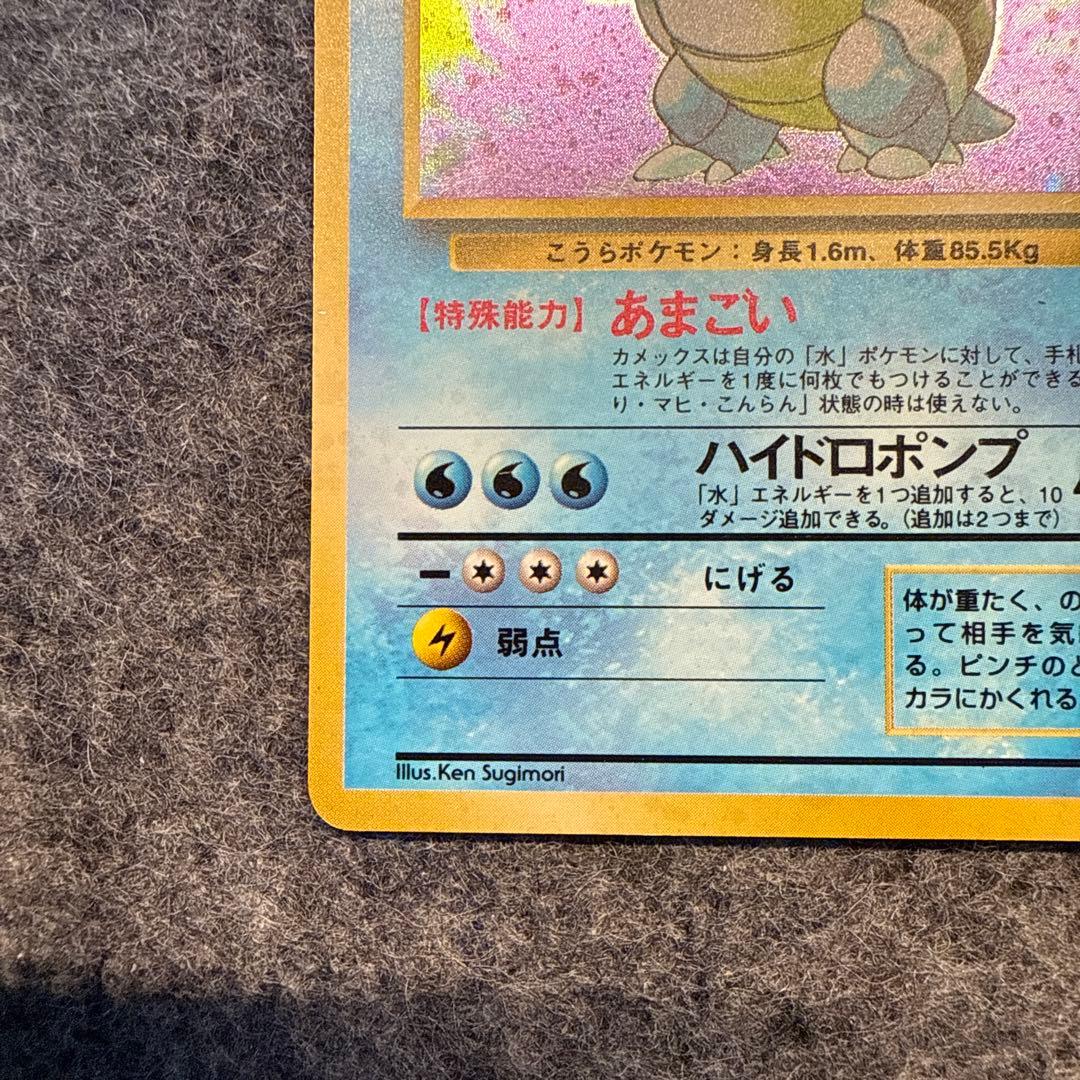 こうらポケモン：身長1.6m、体重85.5Kg
【特殊能力】 あまごい
カメックスは自分の「水」ポケモンに対して、手札
エネルギーを1度に何枚でもつけることができる
り・マヒ・こんらん」状態の時は使えない。
ハイドロポンプ
「水」エネルギーを1つ追加すると、10
ダメージ追加できる。（追加は2つまで）
にげる
弱点
体が重たく、の
って相手を気
る。ピンチのと
カラにかくれる
Illus.Ken Sugimori